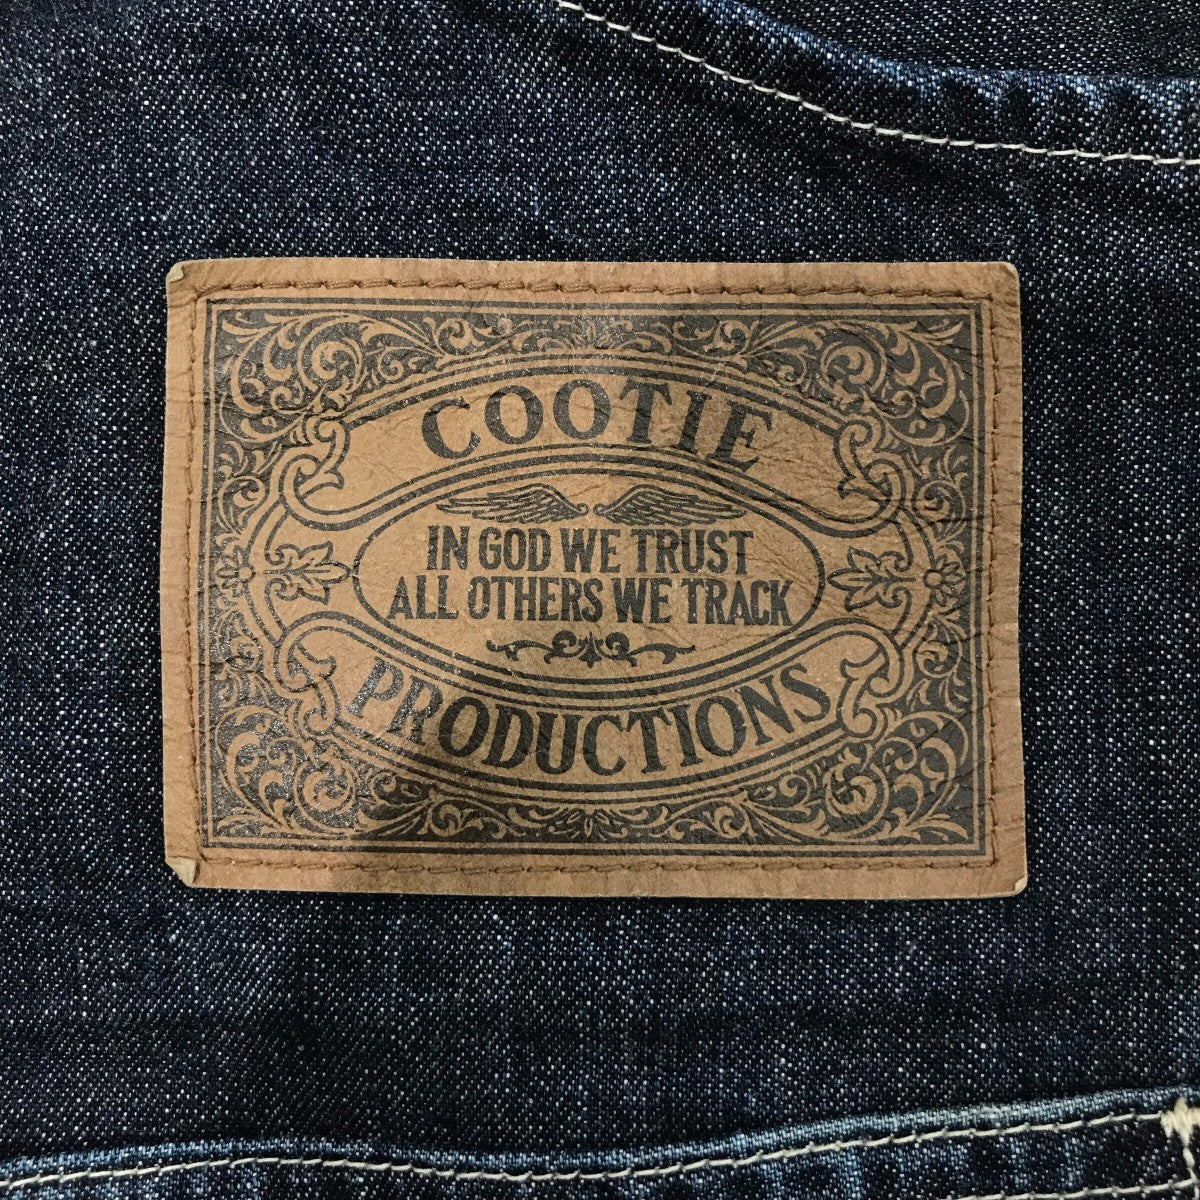 COOTIE
IN GOD WE TRUST
ALL OTHERS WE TRACK
PRODUCTIONS